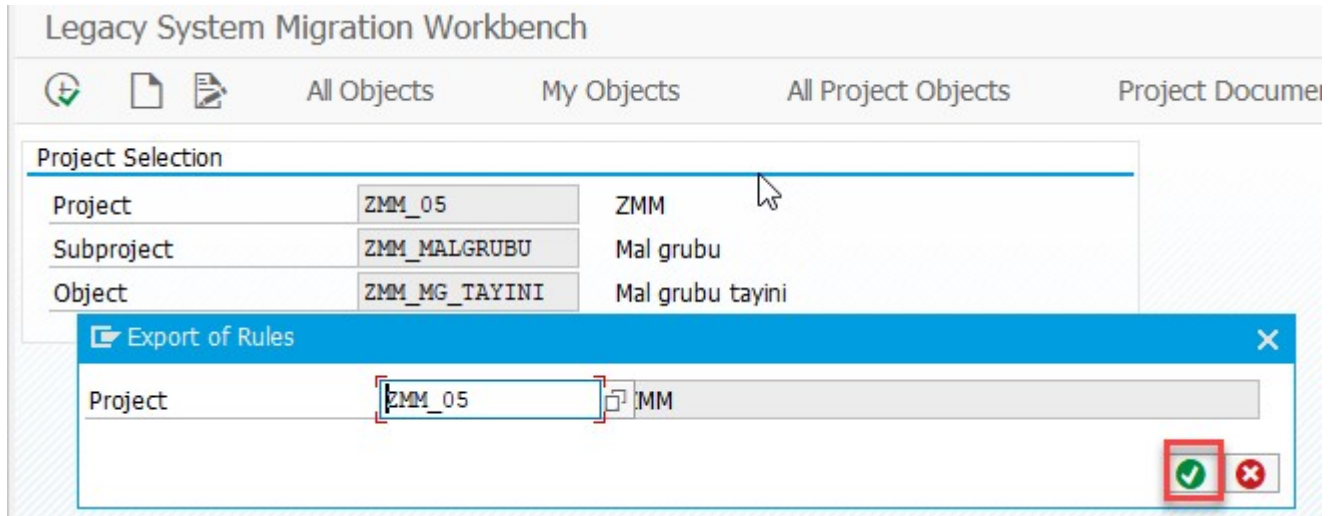 Legacy System Migration Workbench
All Objects My Objects All Project Objects Project Documen
Project Selection
Project ZMM_05 ZMM
Subproject ZMM_MALGRUBU Mal grubu
Object ZMM_MG_TAYINI Mal grubu tayini
Export of Rules
Project ZMM_05 ZMM